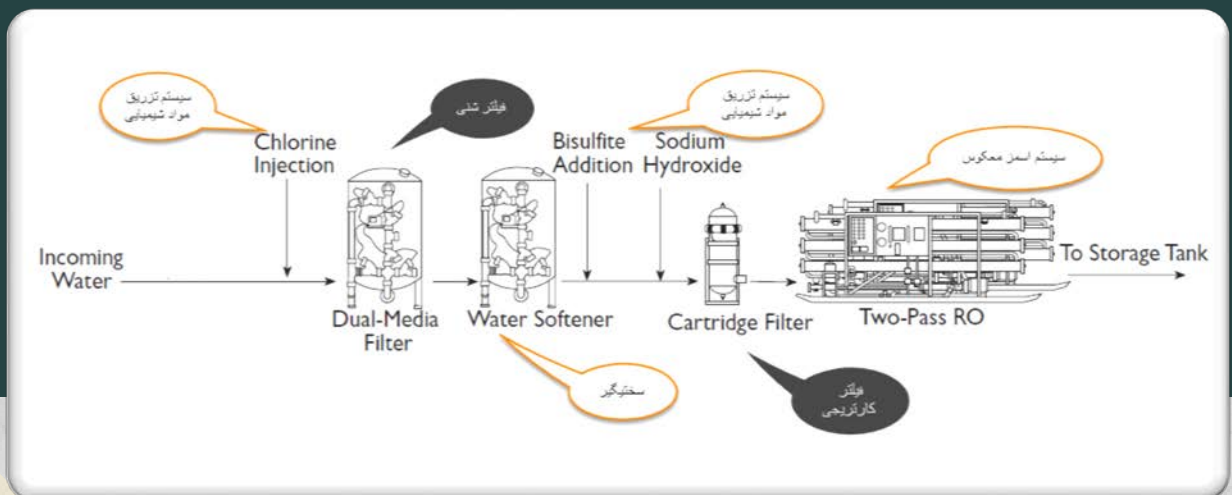 سیستم تزریق
مواد شیمیایی
فیلتر شنی
سیستم تزریق
مواد شیمیایی
Chlorine
Injection
Bisulfite
Addition
Sodium
Hydroxide
سیستم اسمز معکوس
Incoming
Water
To Storage Tank
Dual-Media
Filter
Water Softener
Cartridge Filter
Two-Pass RO
سختیگیر
فیلتر
کارتریجی